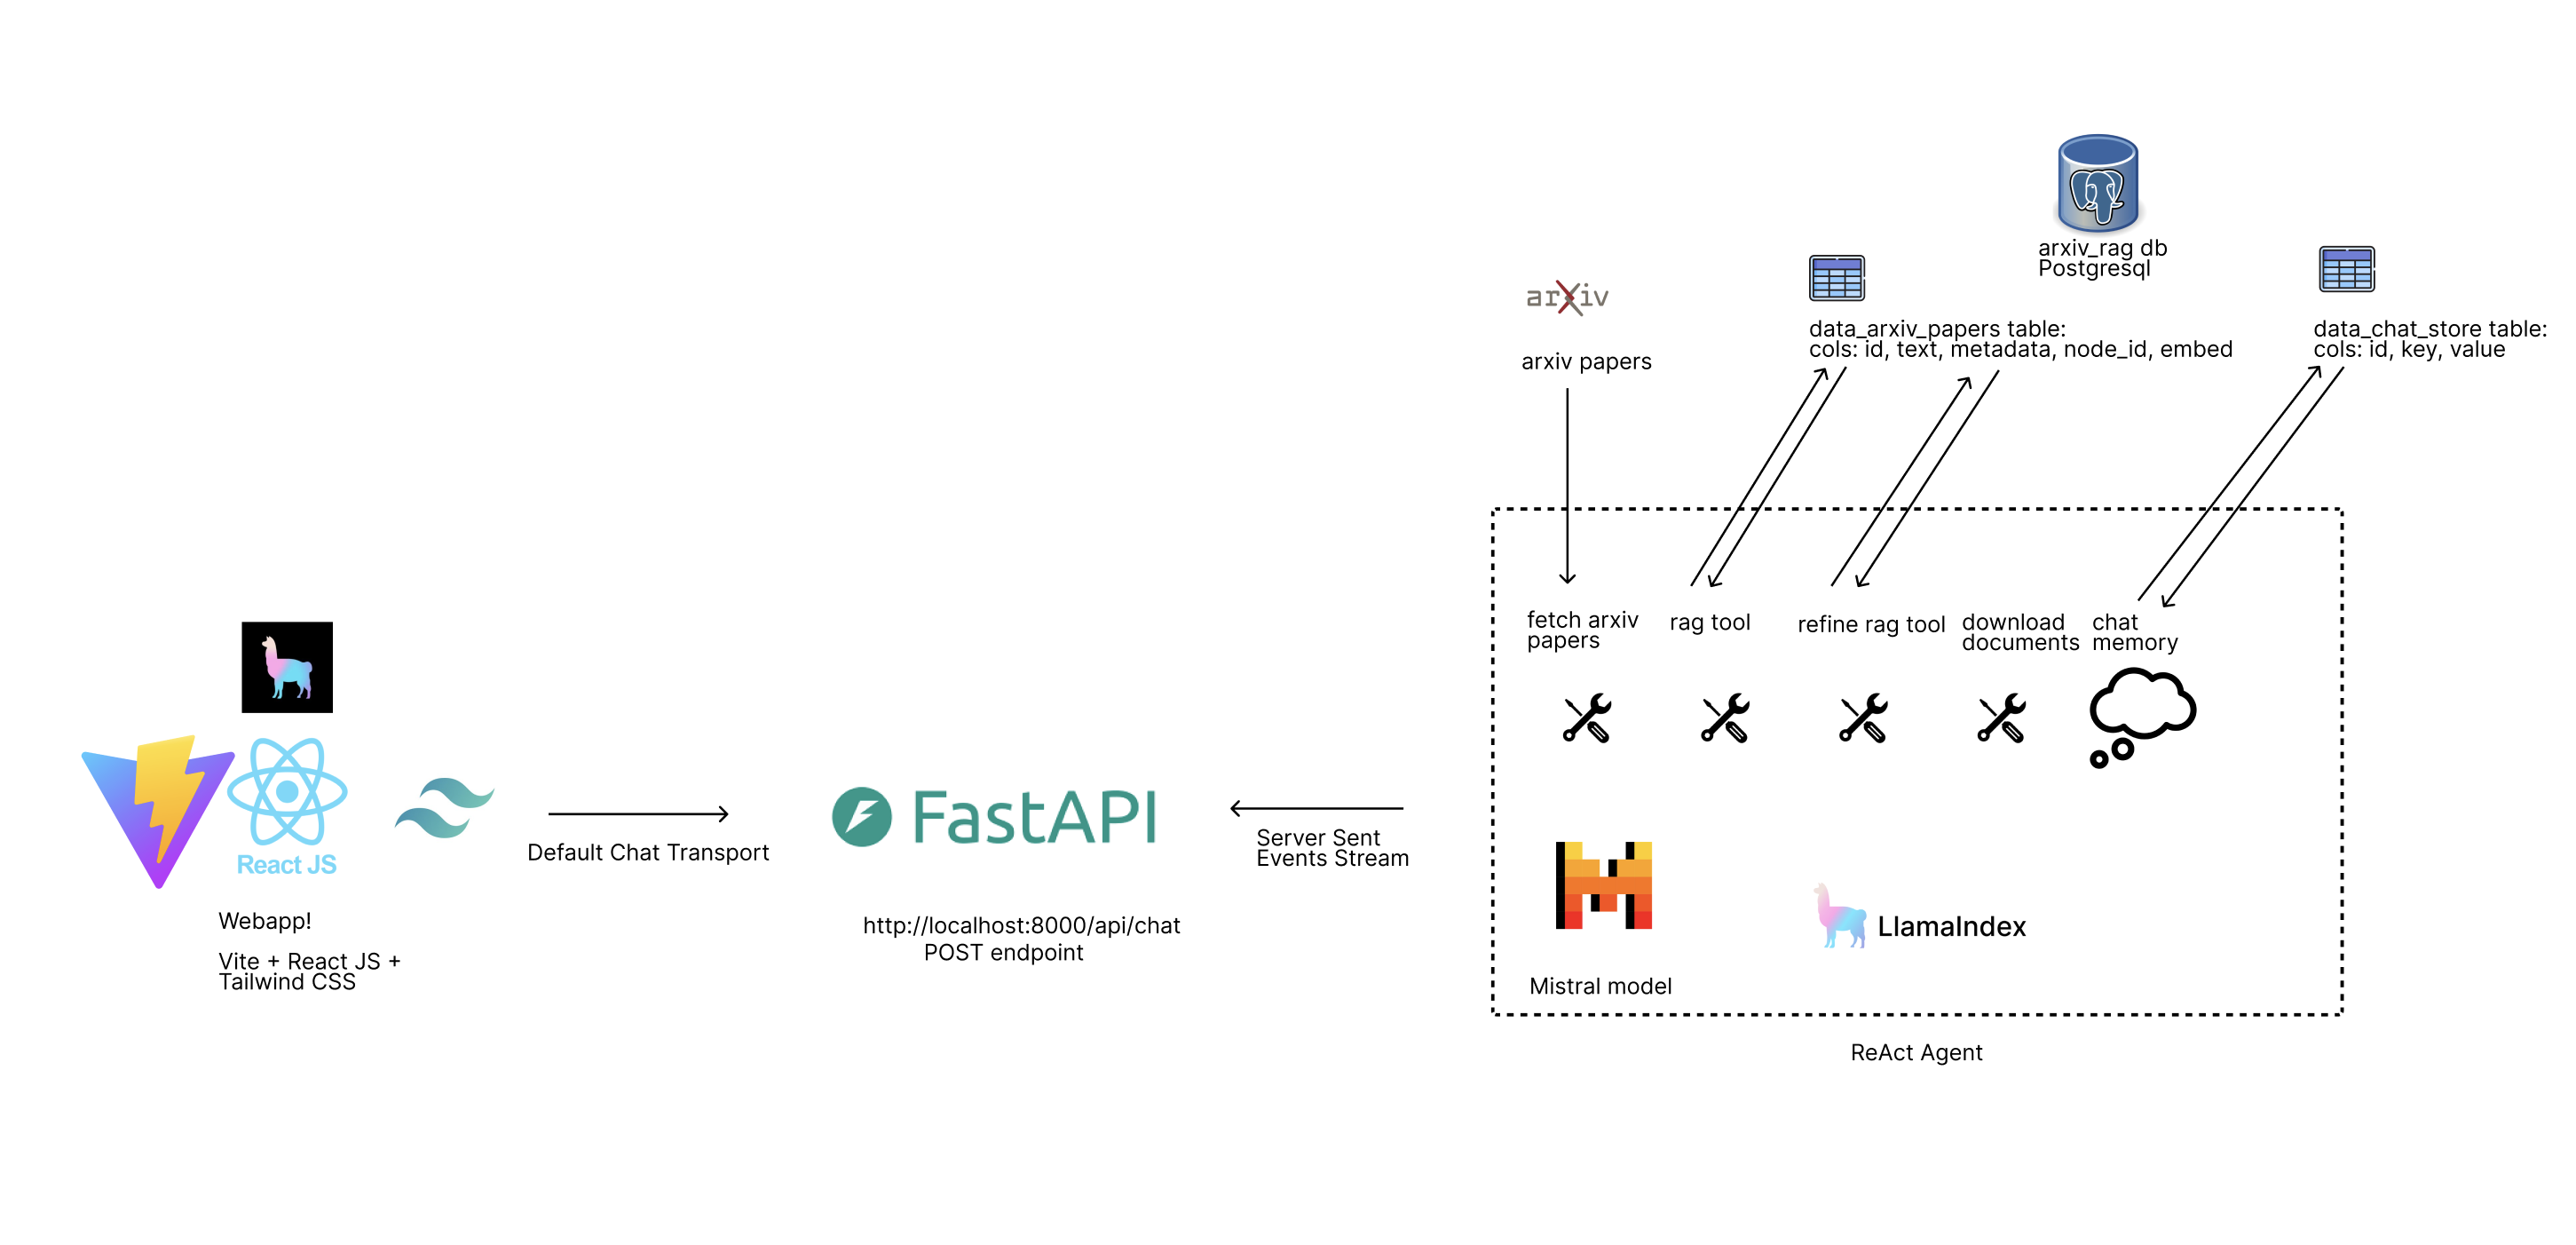 arxiv_rag db
Postgresql
arXiv
arxiv papers
data_arxiv_papers table:
cols: id, text, metadata, node_id, embed
data_chat_store table:
cols: id, key, value
fetch arxiv
papers
rag tool
refine rag tool
download
documents
chat
memory
React JS
Webapp!
Vite + React JS +
Tailwind CSS
Default Chat Transport
FastAPI
http://localhost:8000/api/chat
POST endpoint
Server Sent
Events Stream
Mistral model
LlamaIndex
ReAct Agent